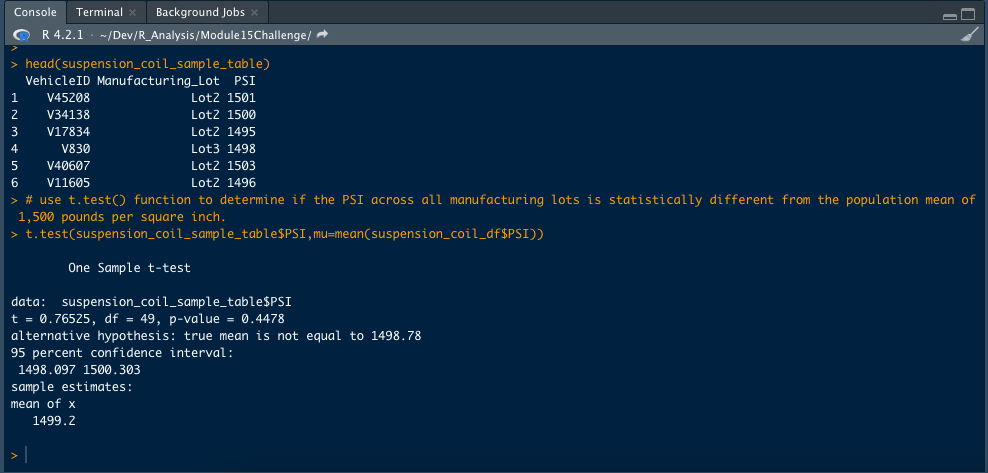 Console Terminal × Background Jobs ×
R 4.2.1 · ~/Dev/R_Analysis/Module15Challenge/
>
> head(suspension_coil_sample_table)
  VehicleID Manufacturing_Lot  PSI
1    V45208              Lot2 1501
2    V34138              Lot2 1500
3    V17834              Lot2 1495
4      V830              Lot3 1498
5    V40607              Lot2 1503
6    V11605              Lot2 1496
> # use t.test() function to determine if the PSI across all manufacturing lots is statistically different from the population mean of
 1,500 pounds per square inch.
> t.test(suspension_coil_sample_table$PSI,mu=mean(suspension_coil_df$PSI))
        One Sample t-test
data:  suspension_coil_sample_table$PSI
t = 0.76525, df = 49, p-value = 0.4478
alternative hypothesis: true mean is not equal to 1498.78
95 percent confidence interval:
 1498.097 1500.303
sample estimates:
mean of x
   1499.2
>